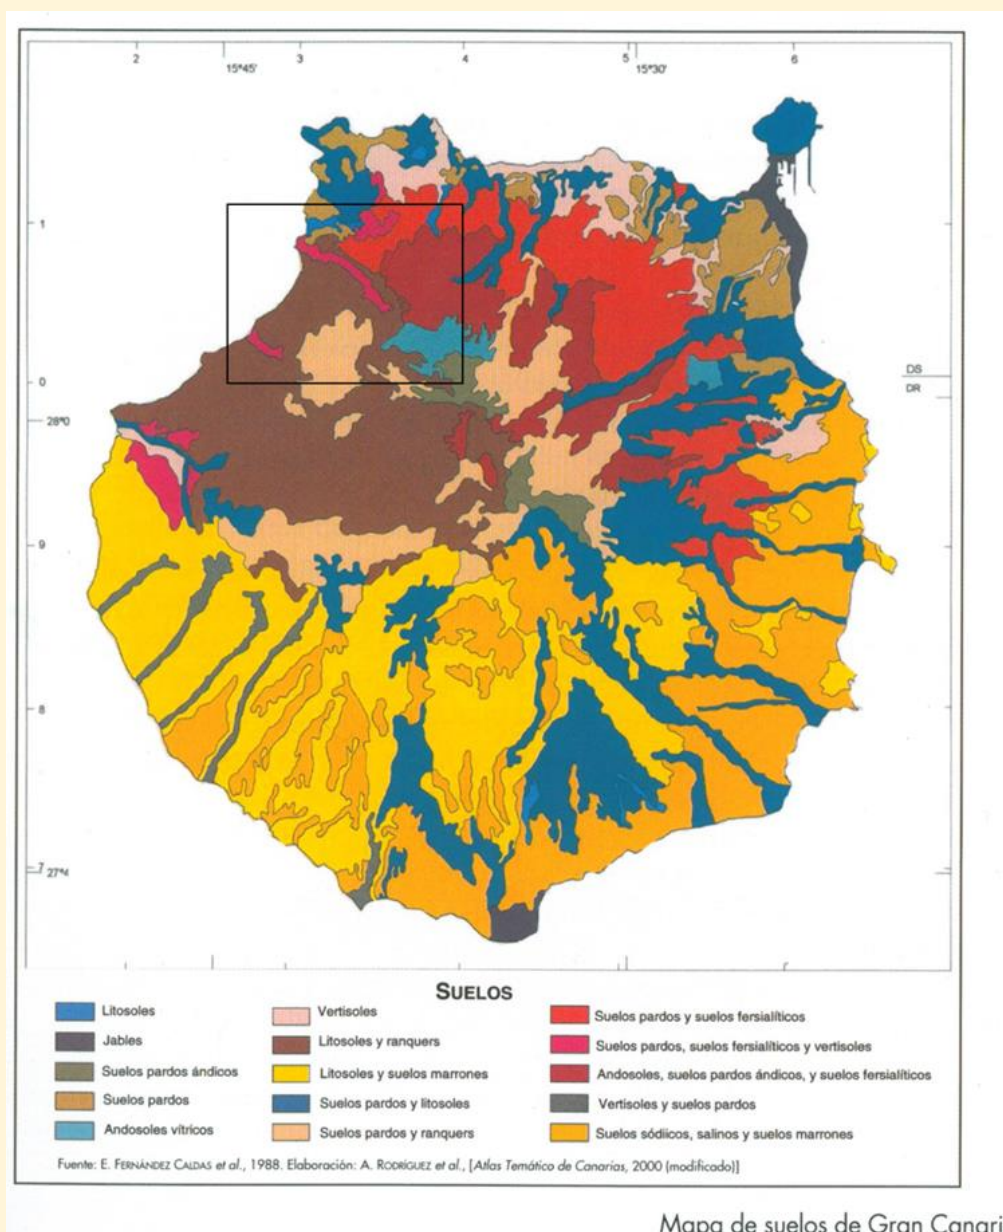 2 3 4 5 6
15°45' 15°30'
1
0
DS
DR
28°0
9
8
7 27°4
SUELOS
Litosoles
Jables
Suelos pardos ándicos
Suelos pardos
Andosoles vítricos
Vertisoles
Litosoles y ranquers
Litosoles y suelos marrones
Suelos pardos y litosoles
Suelos pardos y ranquers
Suelos pardos y suelos fersialíticos
Suelos pardos, suelos fersialíticos y vertisoles
Andosoles, suelos pardos ándicos, y suelos fersialíticos
Vertisoles y suelos pardos
Suelos sódiicos, salinos y suelos marrones
Fuente: E. FERNÁNDEZ CALDAS et al., 1988. Elaboración: A. RODRÍGUEZ et al., [Atlas Temático de Canarias, 2000 (modificado)]
Mapa de suelos de Gran Canari